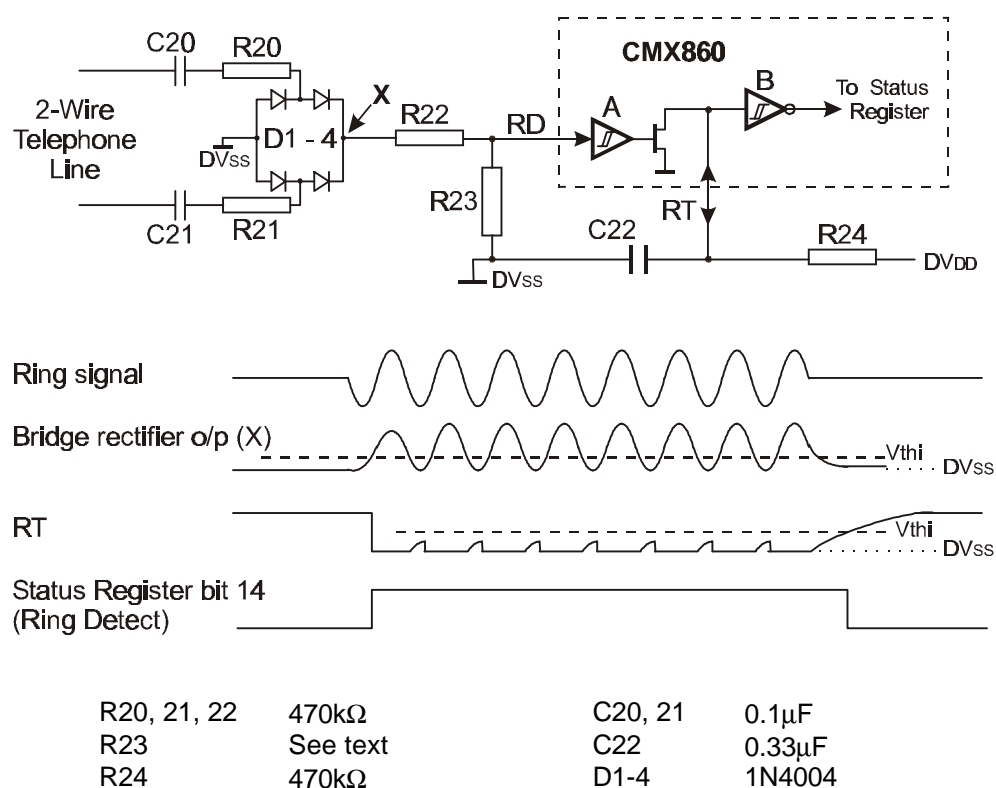 CMX860
C20
R20
A
B
To Status
Register
2-Wire
Telephone
Line
X
R22
RD
D1 - 4
DVss
R23
RT
C22
R24
C21
R21
DVss
DVDD
Ring signal
Bridge rectifier o/p (X)
Vthi
DVss
RT
Vthi
DVss
Status Register bit 14
(Ring Detect)
R20, 21, 22 470kΩ C20, 21 0.1μF
R23 See text C22 0.33μF
R24 470kΩ D1-4 1N4004